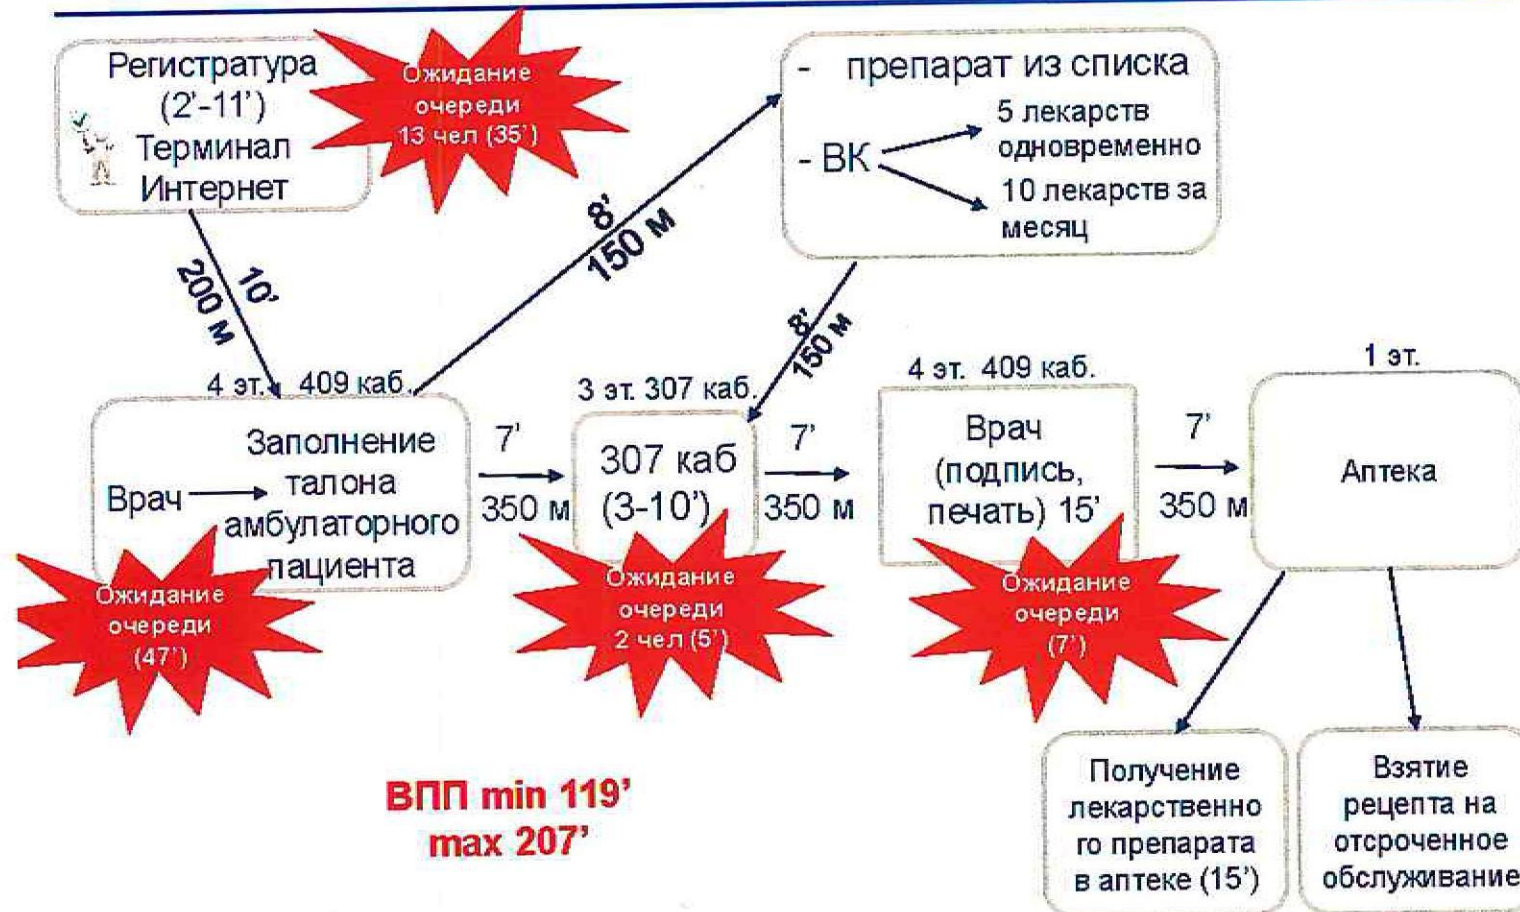 Регистратура
(2'-11')
Терминал
Интернет
Ожидание
очереди
13 чел (35')
- препарат из списка
- ВК
5 лекарств
одновременно
10 лекарств за
месяц
10'
200 м
8'
150 м
8'
150 м
4 эт. 409 каб.
Врач
Заполнение
талона
амбулаторного
пациента
Ожидание
очереди
(47')
7'
350 м
3 эт. 307 каб.
307 каб
(3-10')
Ожидание
очереди
2 чел (5')
7'
350 м
4 эт. 409 каб.
Врач
(подпись,
печать) 15'
Ожидание
очереди
(7')
7'
350 м
1 эт.
Аптека
Получение
лекарственно
го препарата
в аптеке (15')
Взятие
рецепта на
отсроченное
обслуживание
ВПП min 119'
max 207'